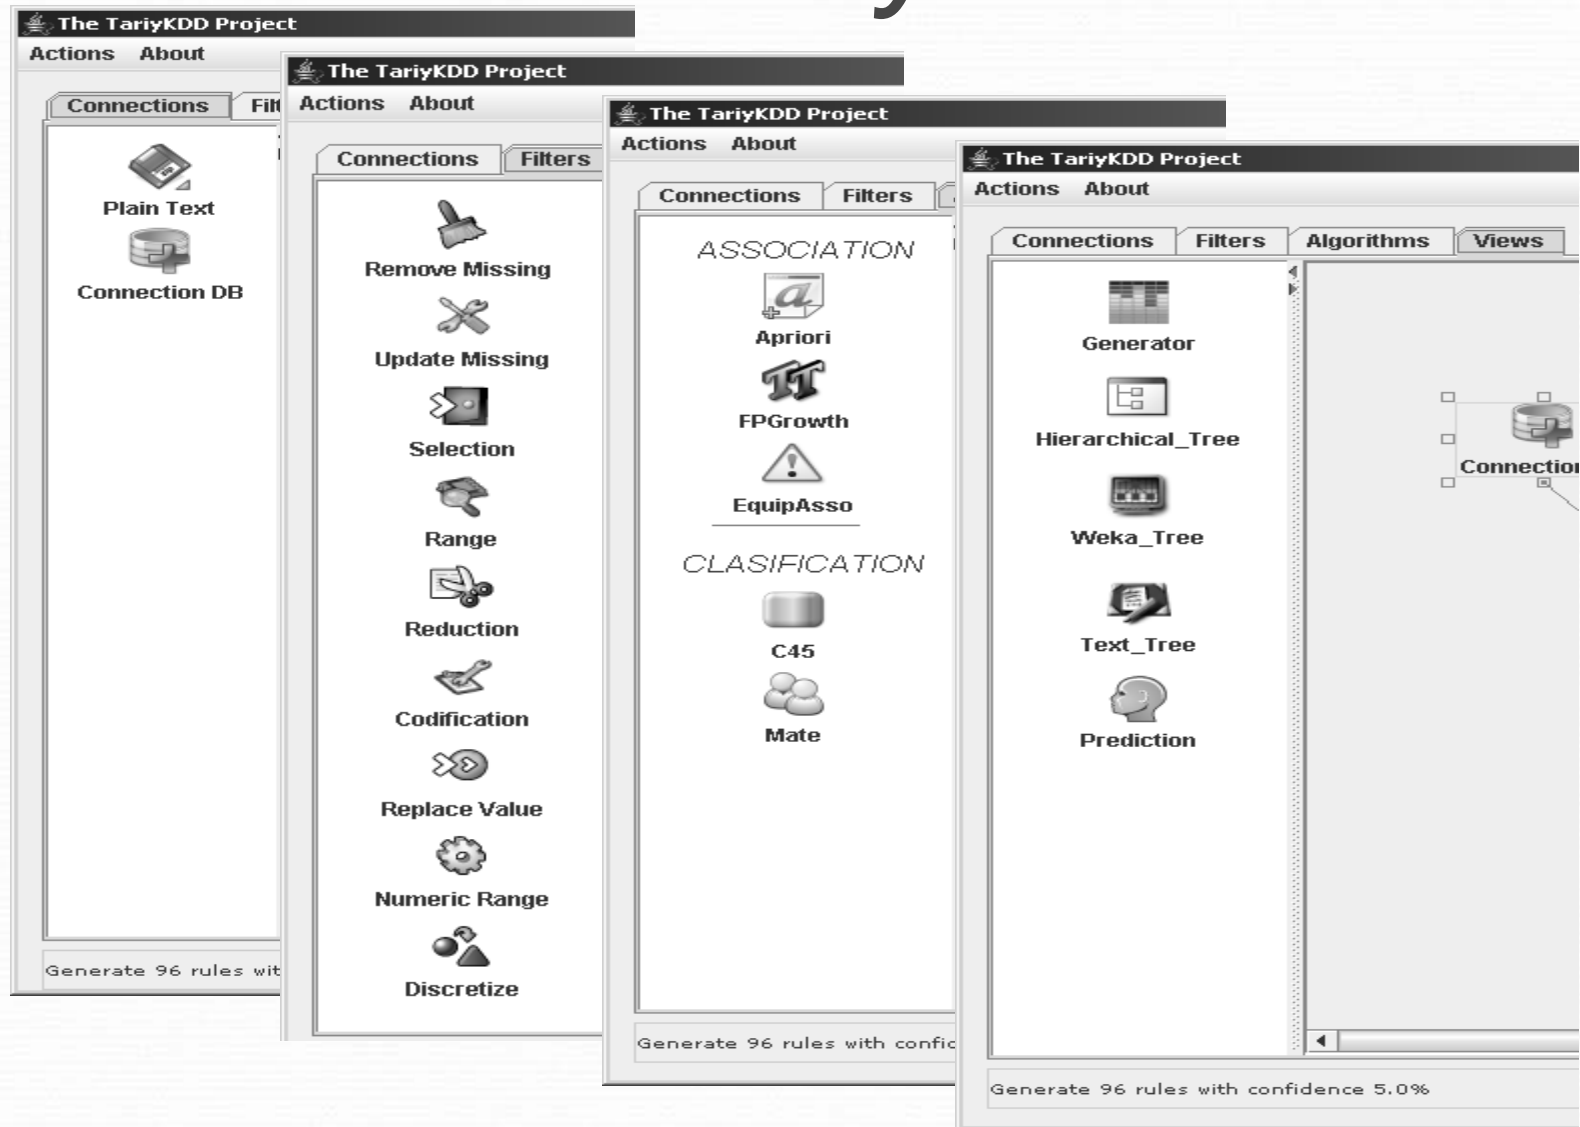 The TariyKDD Project
Actions About
Connections
Plain Text
Connection DB
Generate 96 rules
The TariyKDD Project
Actions About
Connections Filters
Remove Missing
Update Missing
Selection
Range
Reduction
Codification
Replace Value
Numeric Range
Discretize
The TariyKDD Project
Actions About
Connections Filters
ASSOCIATION
Apriori
FPGrowth
EquipAsso
CLASIFICATION
C45
Mate
Generate 96 rules with
The TariyKDD Project
Actions About
Connections Filters Algorithms Views
Generator
Hierarchical_Tree
Weka_Tree
Text_Tree
Prediction
Connection
Generate 96 rules with confidence 5.0%